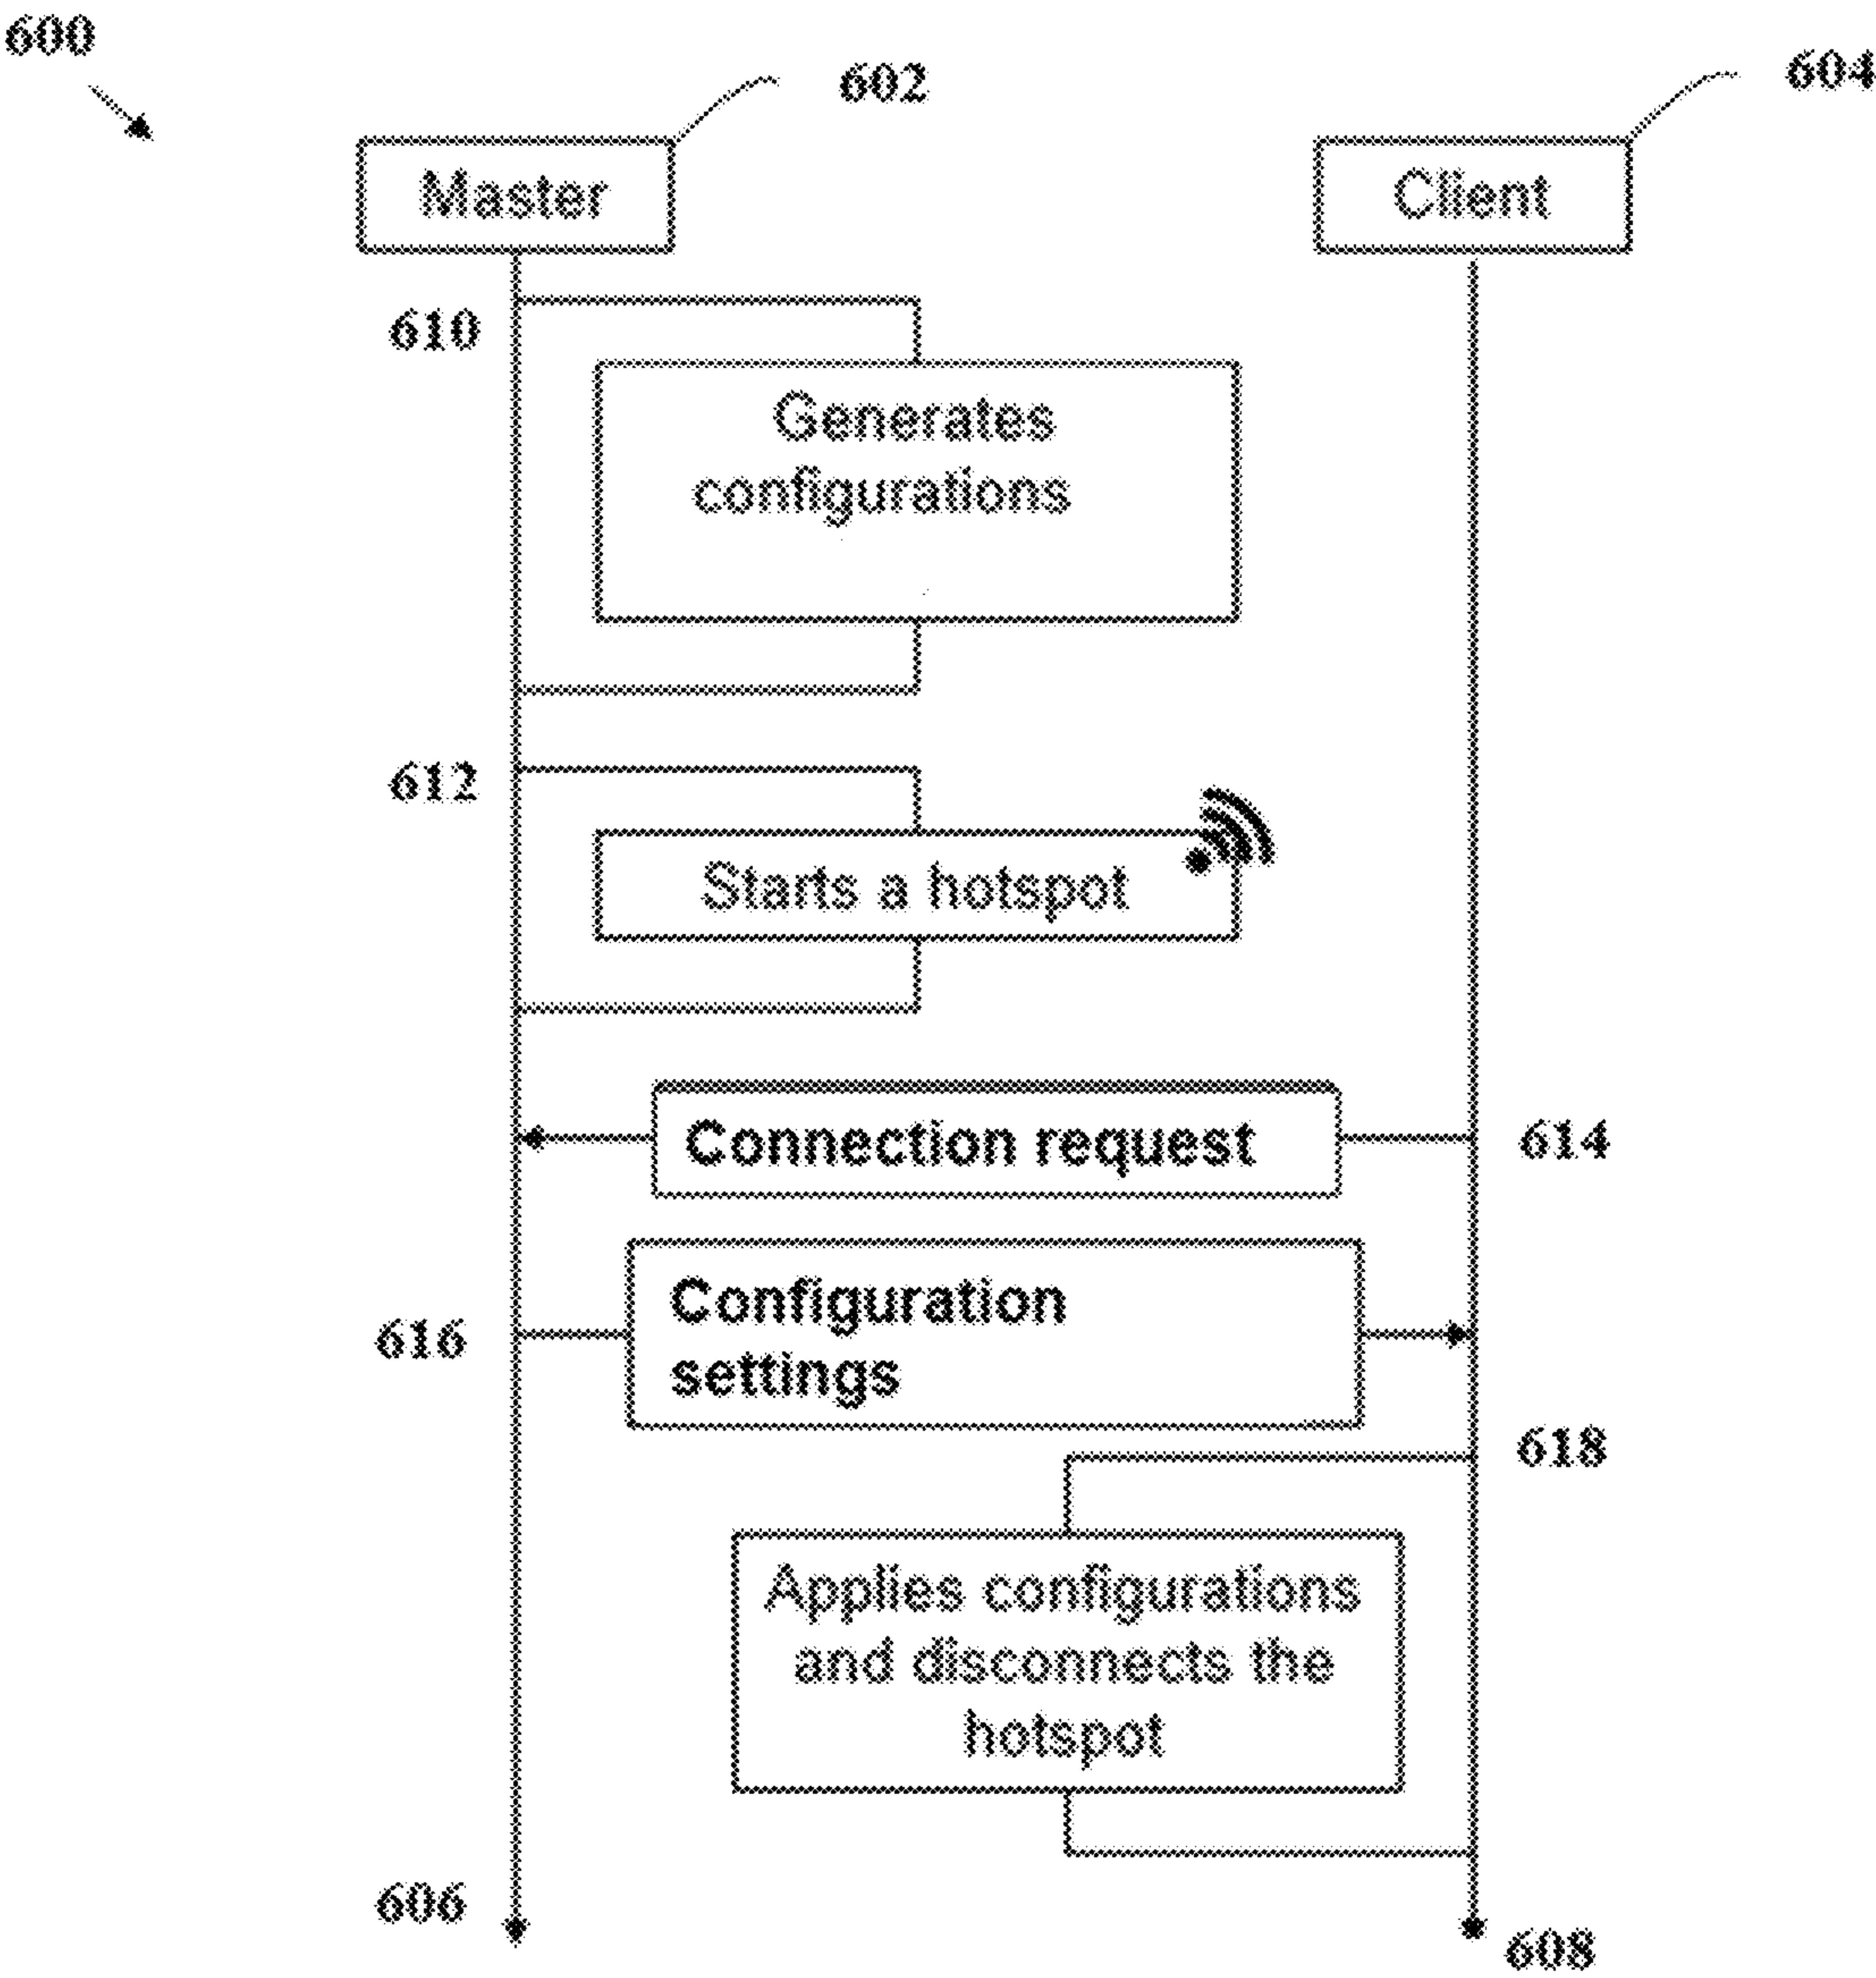 600
602
604
Master
Client
610
Generates
configurations
612
Starts a hotspot
Connection request
614
Configuration
settings
616
618
Applies configurations
and disconnects the
hotspot
606
608